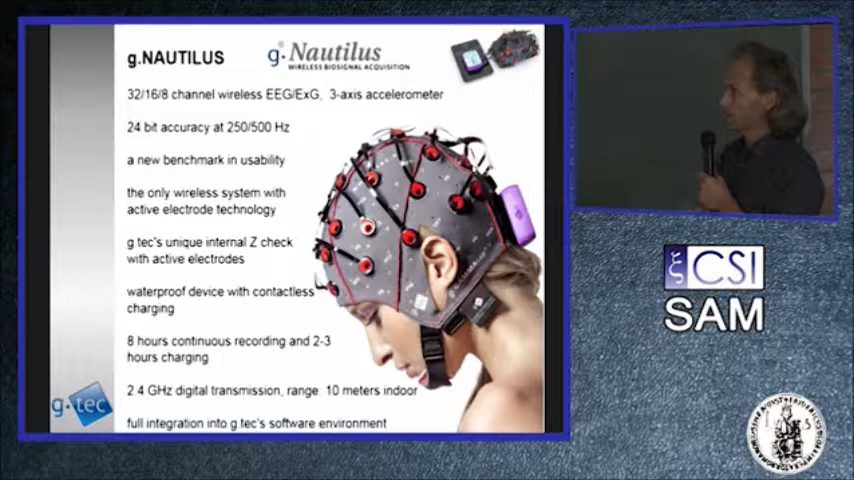 g.NAUTILUS
g.Nautilus
WIRELESS BIOSIGNAL ACQUISITION
32/16/8 channel wireless EEG/ExG, 3-axis accelerometer
24 bit accuracy at 250/500 Hz
a new benchmark in usability
the only wireless system with
active electrode technology
g.tec's unique internal Z check
with active electrodes
waterproof device with contactless
charging
8 hours continuous recording and 2-3
hours charging
2.4 GHz digital transmission, range: 10 meters indoor
full integration into g.tec's software environment
g.tec
CSI
SAM